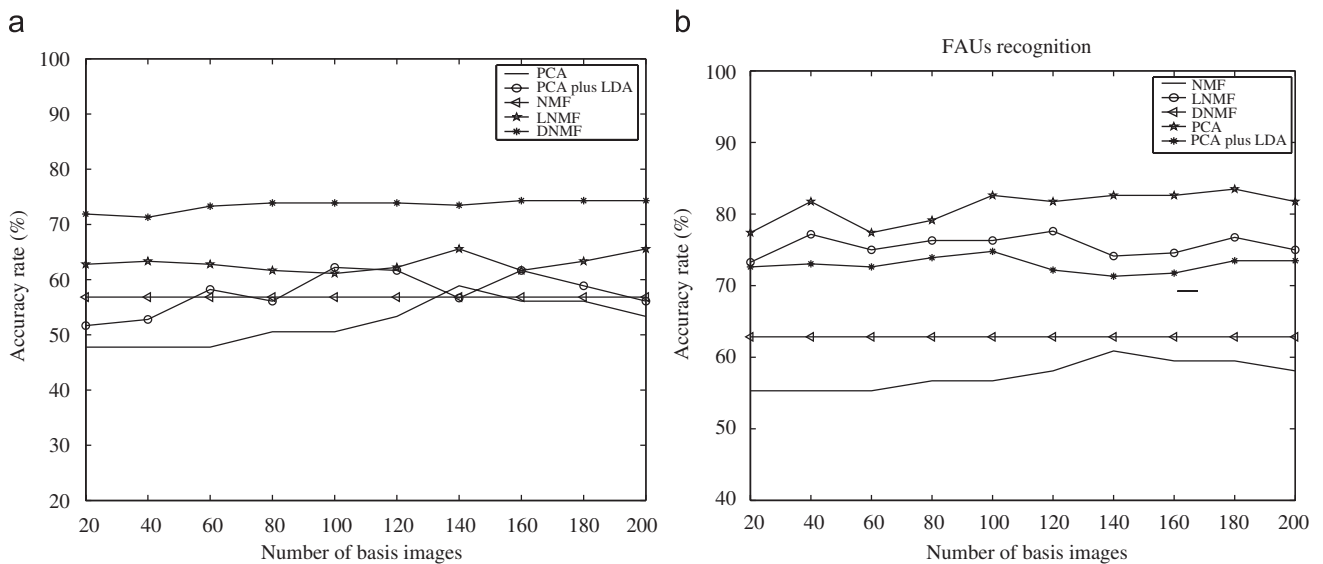 a
100
90
80
70
60
50
40
30
20
Accuracy rate (%)
PCA
PCA plus LDA
NMF
LNMF
DNMF
20 40 60 80 100 120 140 160 180 200
Number of basis images
b
FAUs recognition
100
90
80
70
60
50
40
Accuracy rate (%)
NMF
LNMF
DNMF
PCA
PCA plus LDA
20 40 60 80 100 120 140 160 180 200
Number of basis images